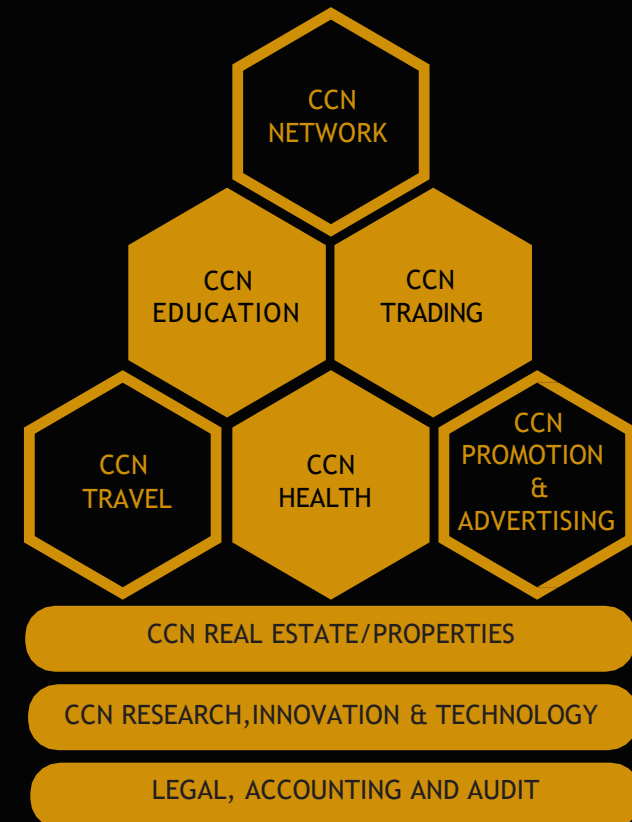 CCN
NETWORK
CCN
EDUCATION
CCN
TRADING
CCN
TRAVEL
CCN
HEALTH
CCN
PROMOTION
&
ADVERTISING
CCN REAL ESTATE/PROPERTIES
CCN RESEARCH,INNOVATION & TECHNOLOGY
LEGAL, ACCOUNTING AND AUDIT